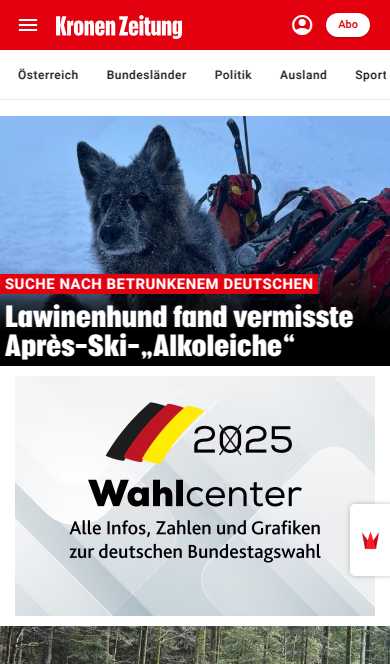 Kronen Zeitung
Abo
Österreich Bundesländer Politik Ausland Sport
SUCHE NACH BETRUNKENEM DEUTSCHEN
Lawinenhund fand vermisste
Après-Ski-„Alkoleiche“
2025
Wahlcenter
Alle Infos, Zahlen und Grafiken
zur deutschen Bundestagswahl